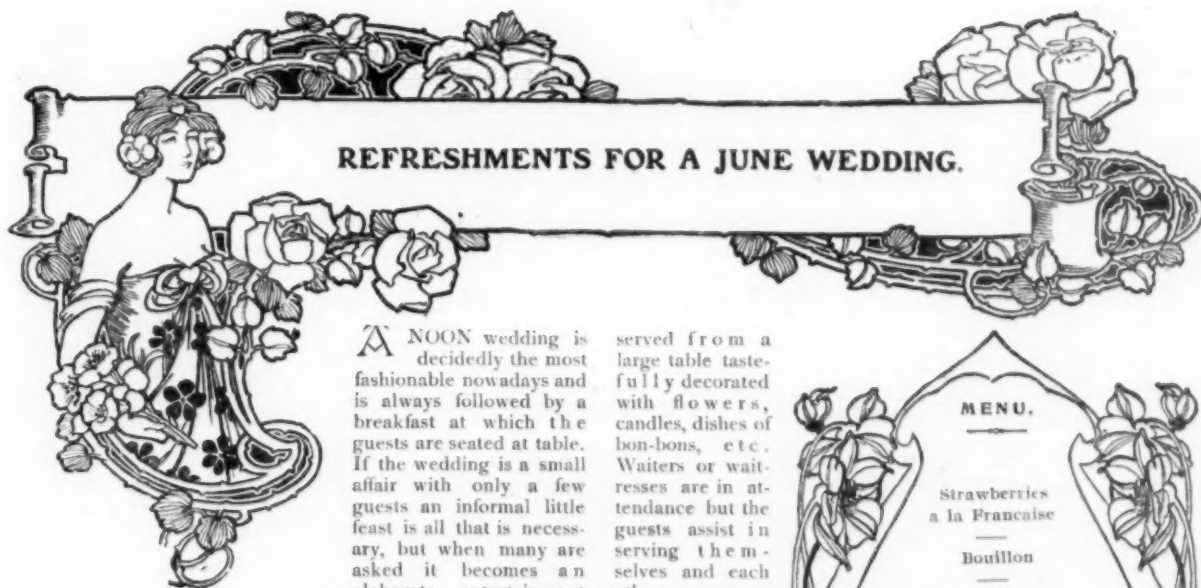 REFRESHMENTS FOR A JUNE WEDDING.
A NOON wedding is
decidedly the most
fashionable nowadays and
is always followed by a
breakfast at which the
guests are seated at table.
If the wedding is a small
affair with only a few
guests an informal little
feast is all that is necess-
ary, but when many are
asked it becomes an
served from a
large table taste-
fully decorated
with flowers,
candles, dishes of
bon-bons, etc.
Waiters or wait-
resses are in at-
tendance but the
guests assist in
serving them-
selves and each
MENU.
Strawberries
a la Francaise
Bouillon